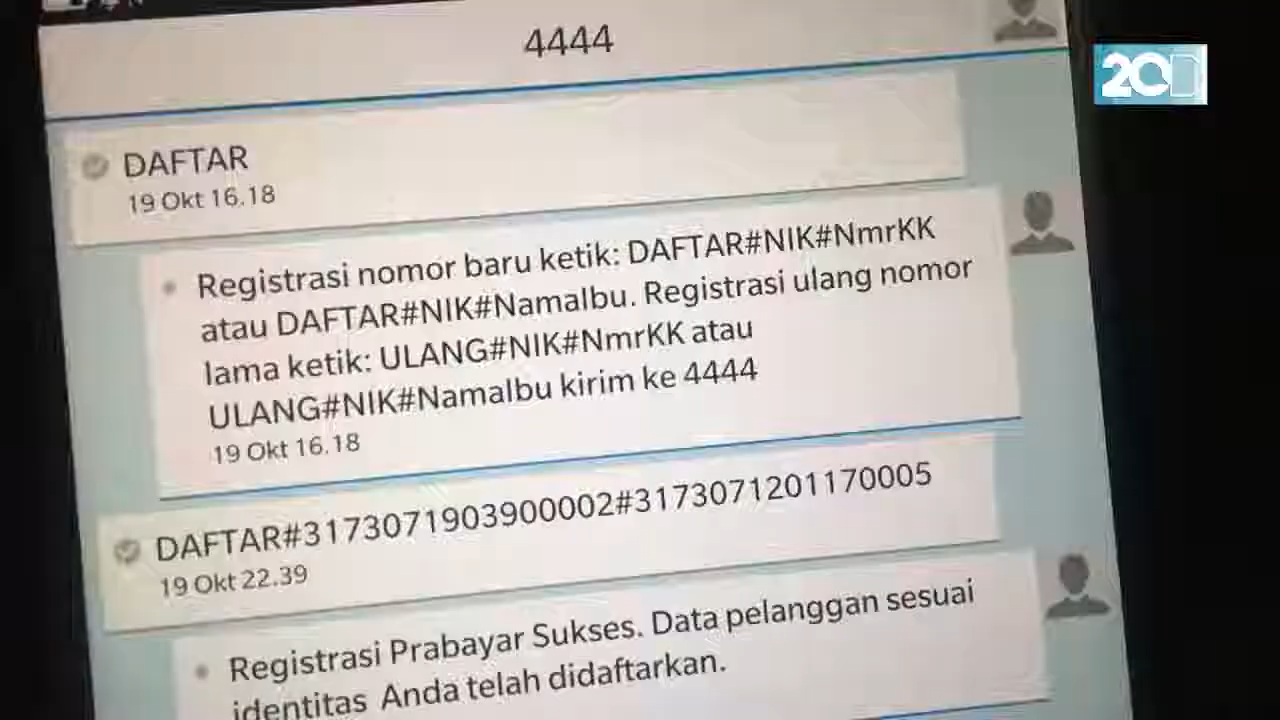 4444
20D
DAFTAR
19 Okt 16.18
Registrasi nomor baru ketik: DAFTAR#NIK#NmrKK
atau DAFTAR#NIK#NamaIbu. Registrasi ulang nomor
lama ketik: ULANG#NIK#NmrKK atau
ULANG#NIK#NamaIbu kirim ke 4444
19 Okt 16.18
DAFTAR#3173071903900002#3173071201170005
19 Okt 22.39
Registrasi Prabayar Sukses. Data pelanggan sesuai
identitas Anda telah didaftarkan.